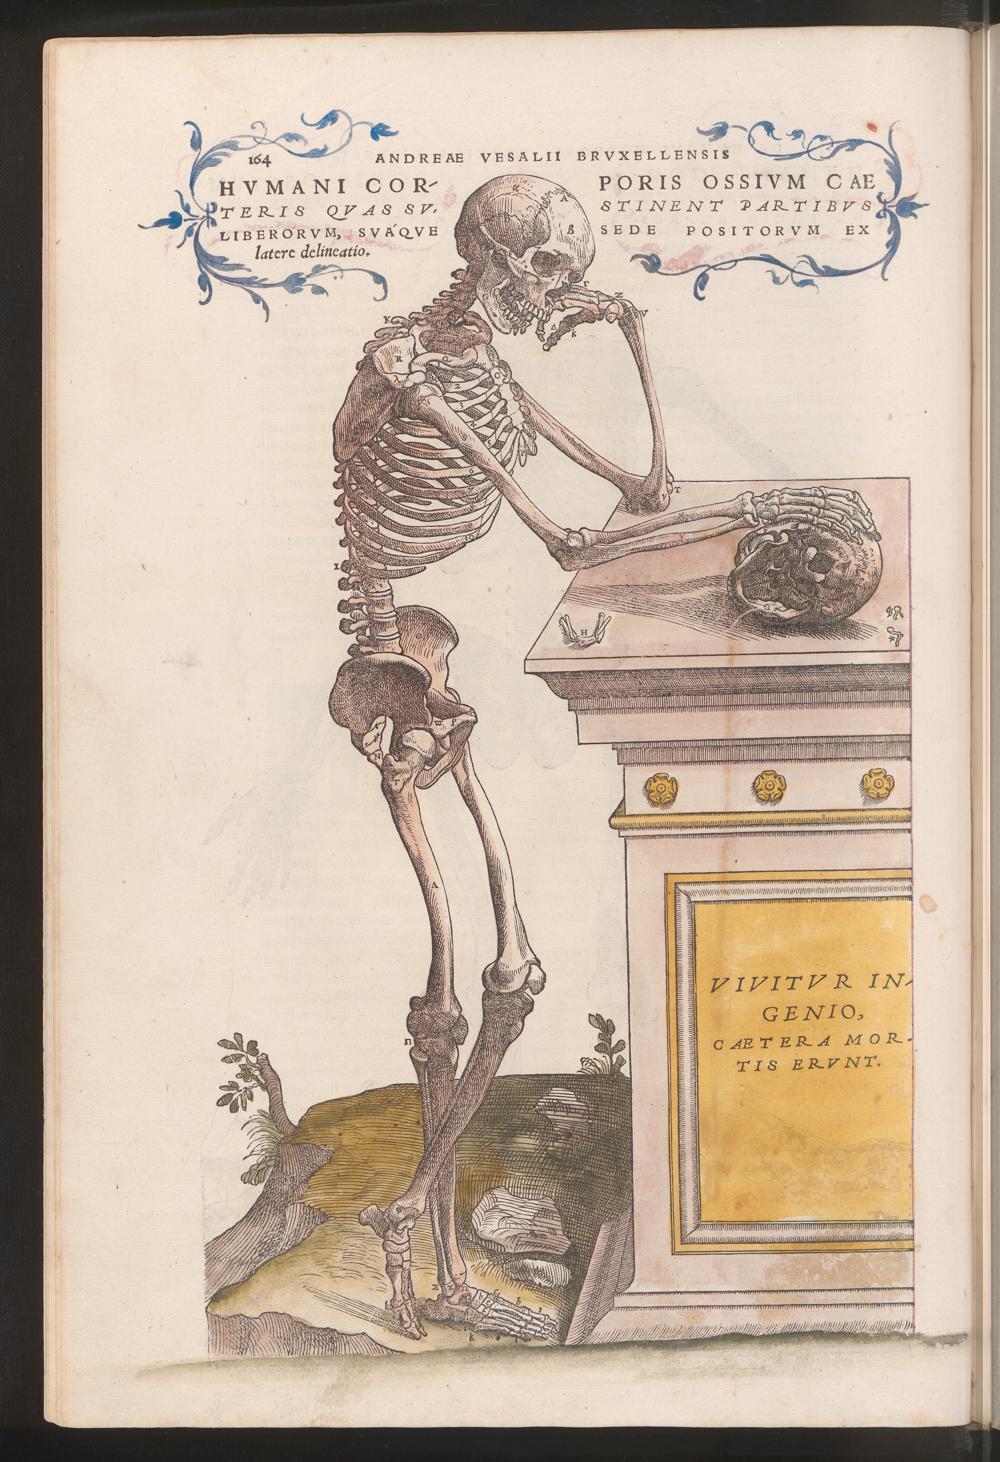 164
ANDREAE VESALII BRVXELLENSIS
HVMANI COR- PORIS OSSIVM CAE
TERIS QVAS SV- STINENT PARTIBVS
LIBERORVM, SVAQVE SEDE POSITORVM EX
latere delineatio.
α
A
B
Γ
Z
V
Δ
k
K
R
Q
T
L
G
H
VIVITVR IN-
GENIO,
CAETERA MOR-
TIS ERVNT.
Λ
Π